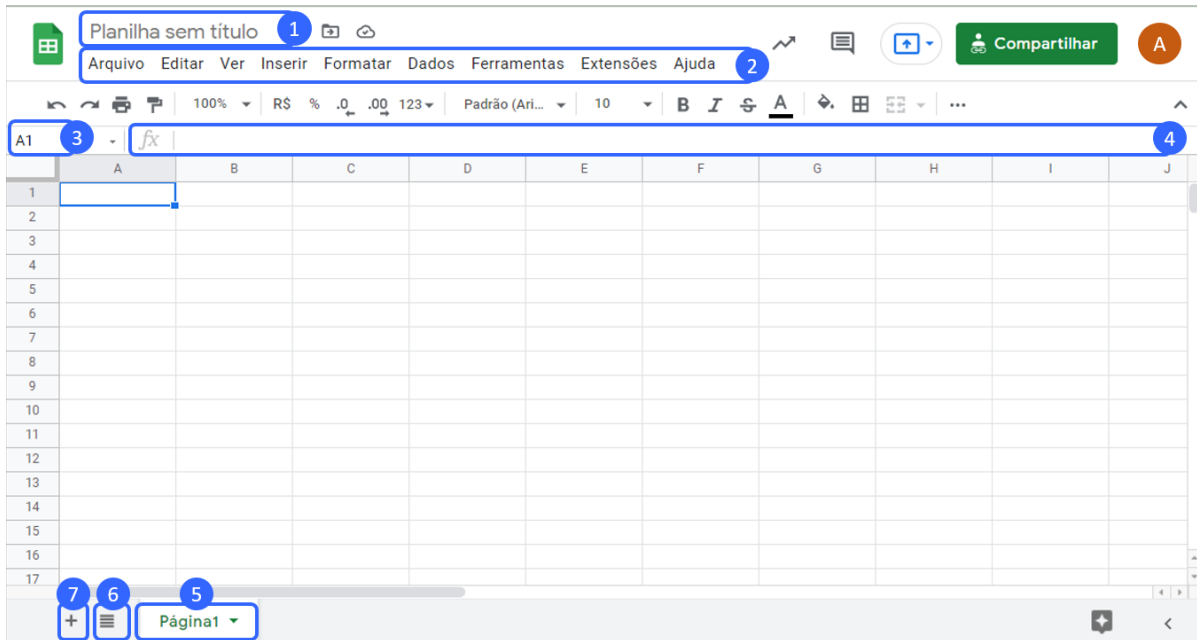 Planilha sem título 1
Arquivo Editar Ver Inserir Formatar Dados Ferramentas Extensões Ajuda 2
Compartilhar
A
100% R$ % .0 .00 123 Padrão (Ari... 10 B I S A ...
A1 3 fx 4
A B C D E F G H I J
1
2
3
4
5
6
7
8
9
10
11
12
13
14
15
16
17
7 6 5
+ Página1